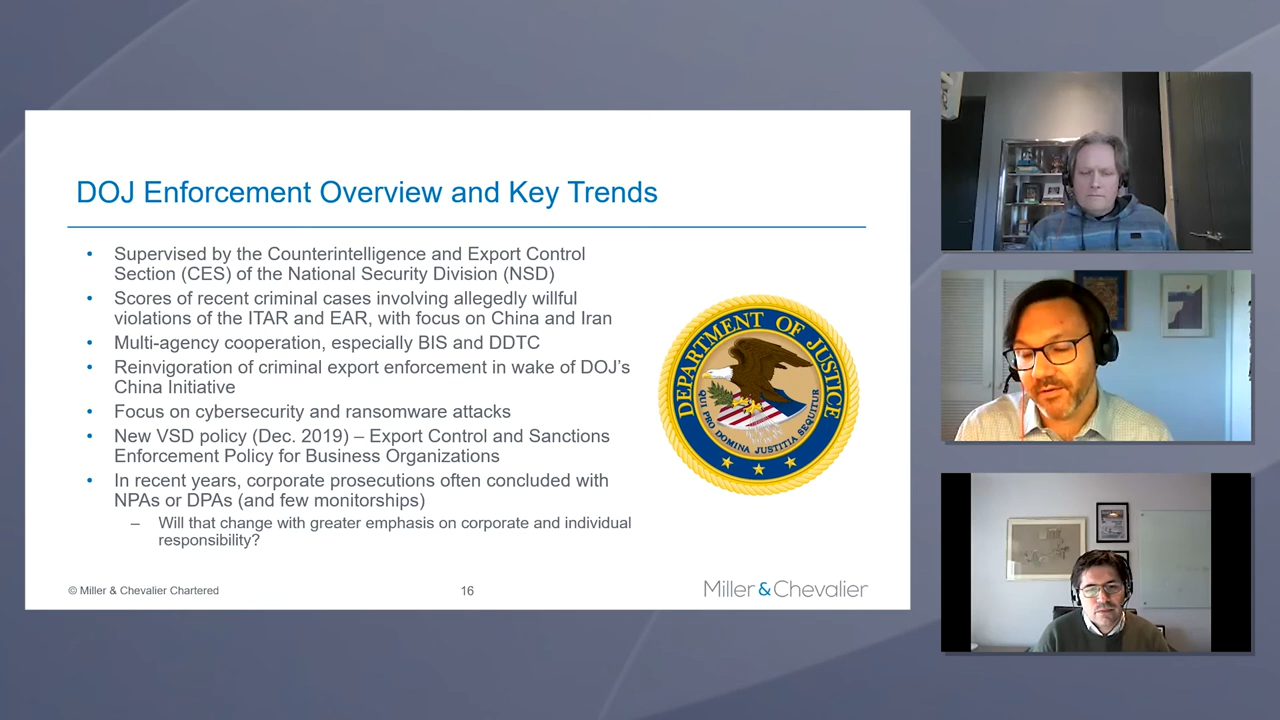 DOJ Enforcement Overview and Key Trends
• Supervised by the Counterintelligence and Export Control
Section (CES) of the National Security Division (NSD)
• Scores of recent criminal cases involving allegedly willful
violations of the ITAR and EAR, with focus on China and Iran
• Multi-agency cooperation, especially BIS and DDTC
• Reinvigoration of criminal export enforcement in wake of DOJ’s
China Initiative
• Focus on cybersecurity and ransomware attacks
• New VSD policy (Dec. 2019) – Export Control and Sanctions
Enforcement Policy for Business Organizations
• In recent years, corporate prosecutions often concluded with
NPAs or DPAs (and few monitorships)
– Will that change with greater emphasis on corporate and individual
responsibility?
DEPARTMENT OF JUSTICE
QUI PRO DOMINA JUSTITIA SEQUITUR
© Miller & Chevalier Chartered
16
Miller&Chevalier